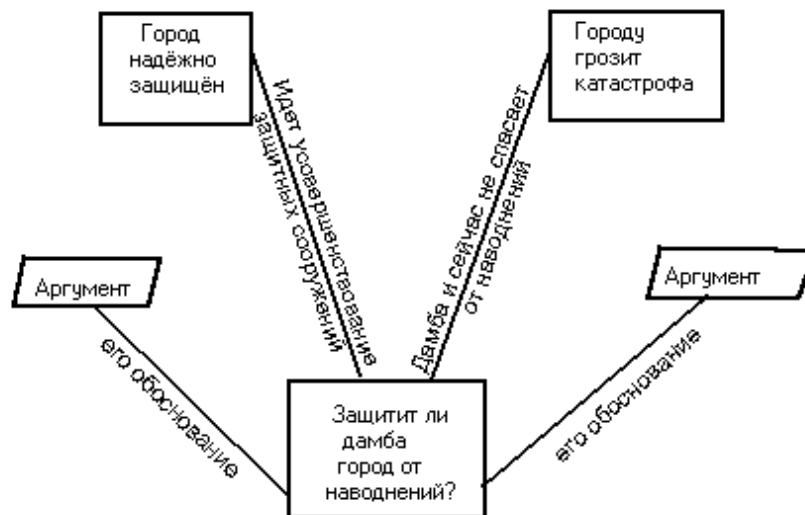 Город
надёжно
защищён
Городу
грозит
катастрофа
Идет усовершенствование
защитных сооружений
Дамба и сейчас не спасает
от наводнений
Аргумент
Аргумент
его обоснование
его обоснование
Защитит ли
дамба
город от
наводнений?